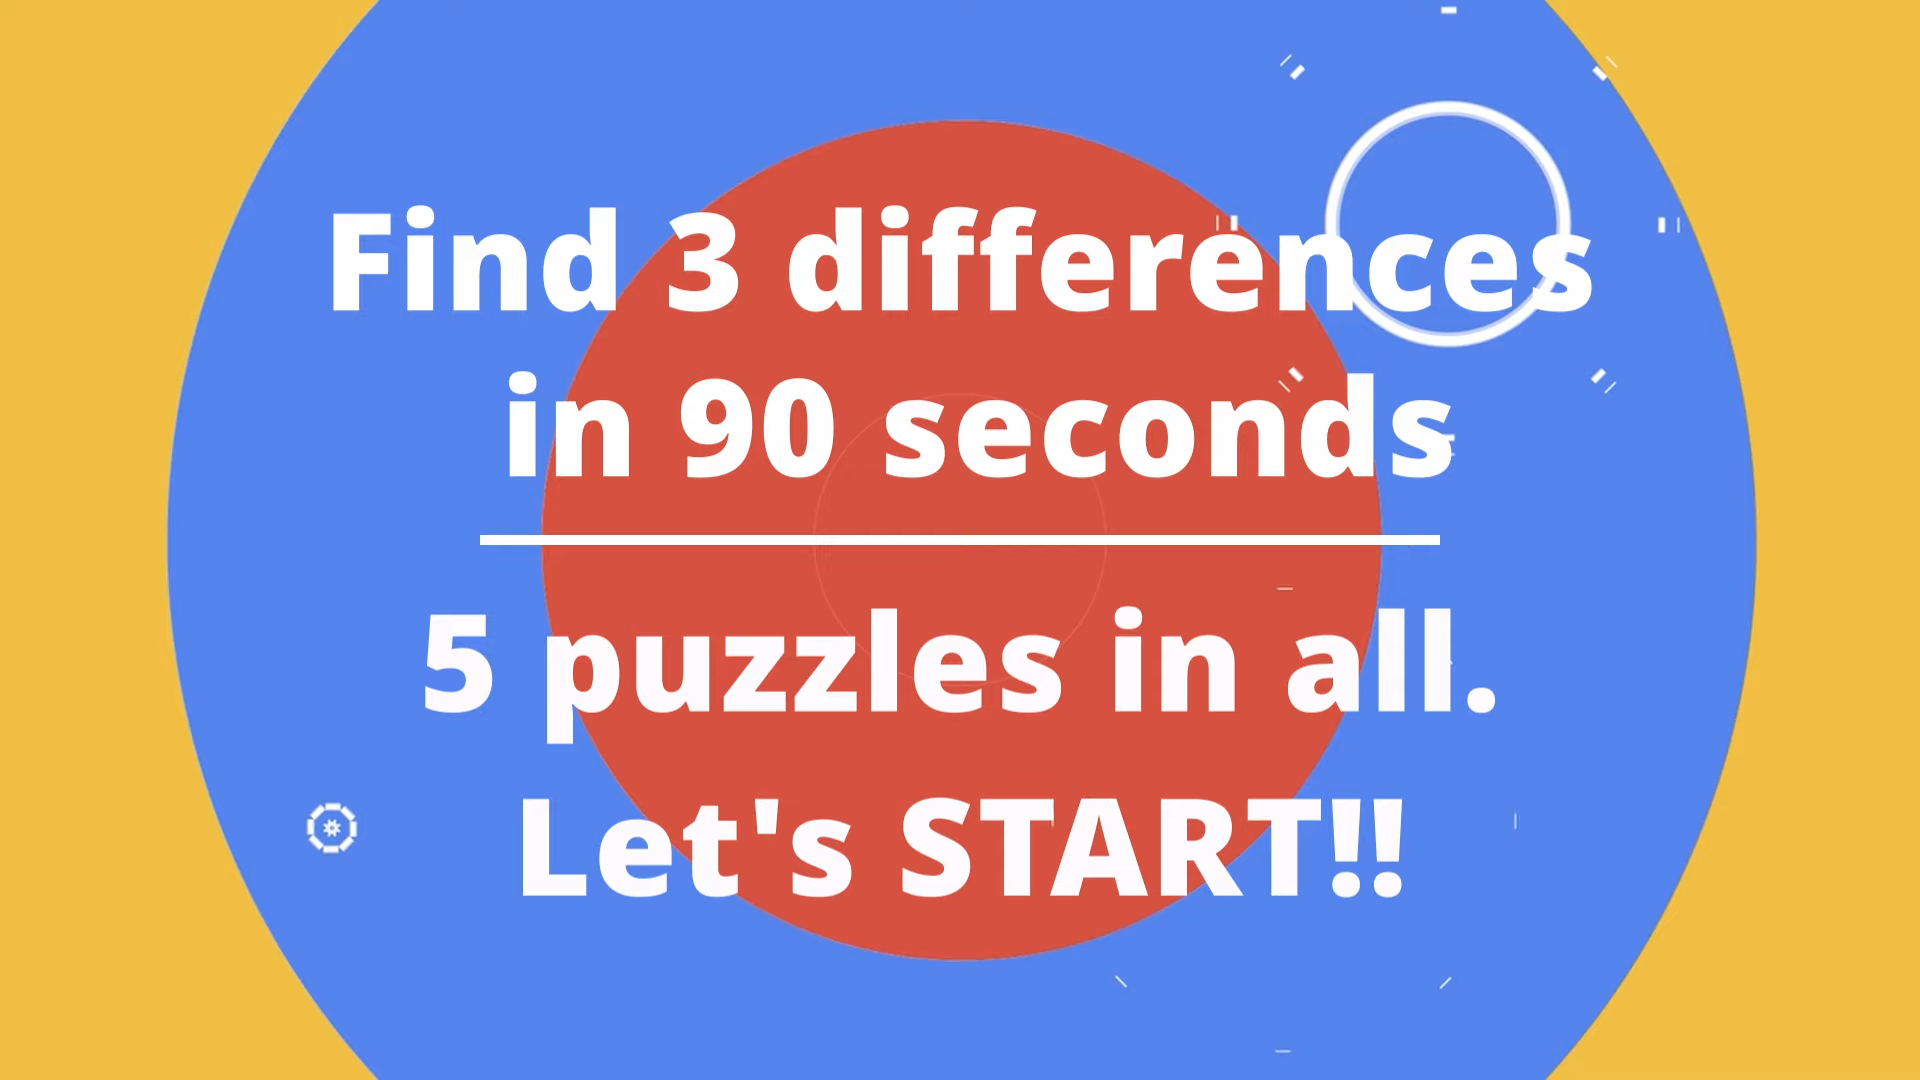 Find 3 differences
in 90 seconds
5 puzzles in all.
Let's START!!